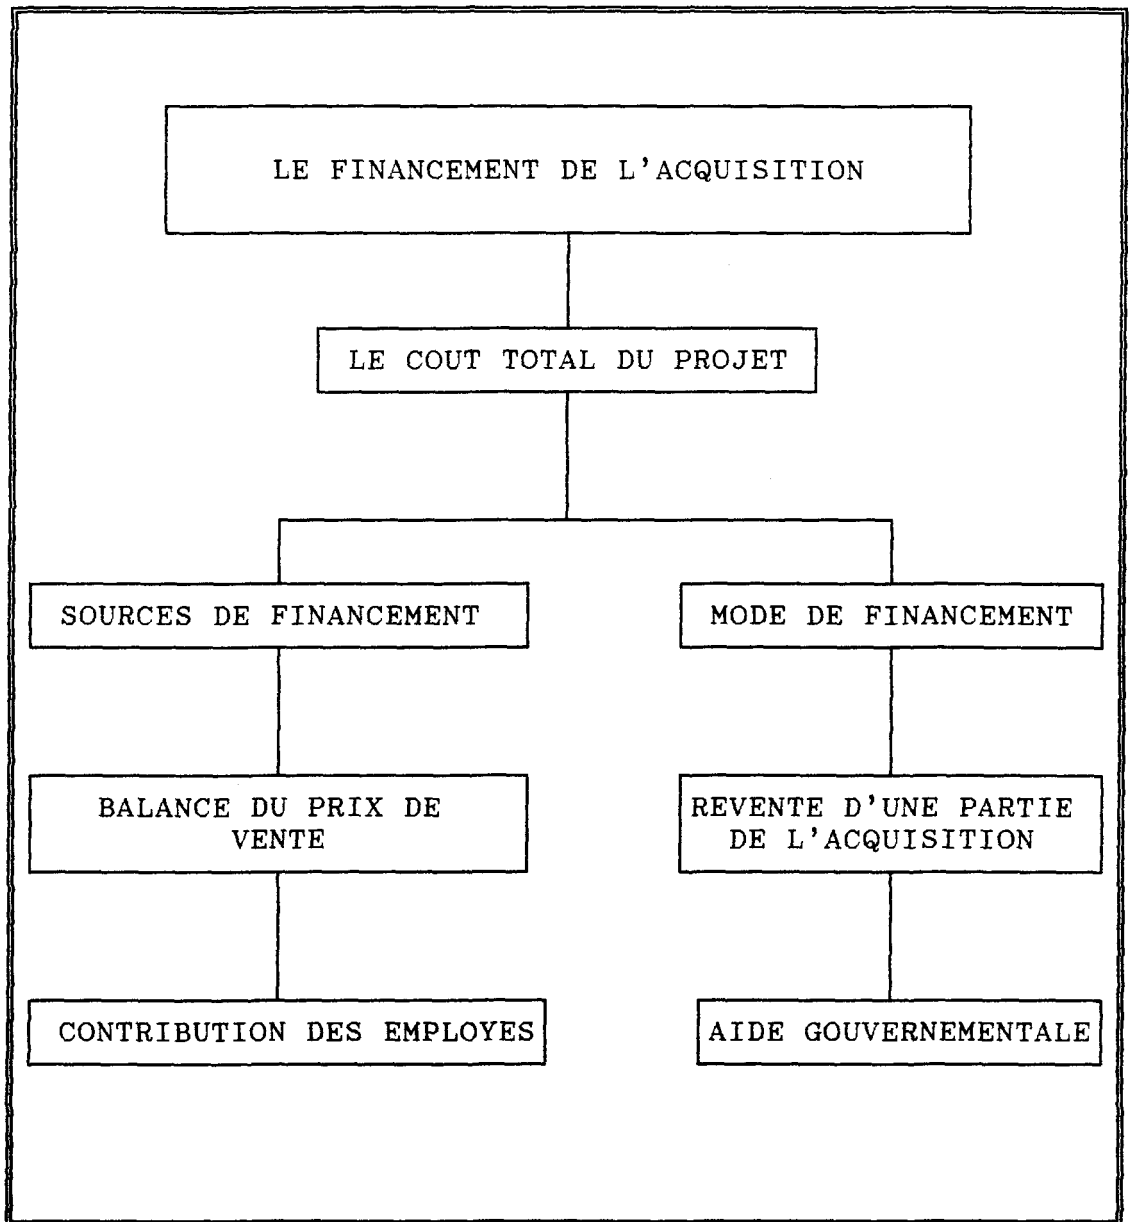 LE FINANCEMENT DE L'ACQUISITION
LE COUT TOTAL DU PROJET
SOURCES DE FINANCEMENT
MODE DE FINANCEMENT
BALANCE DU PRIX DE
VENTE
REVENTE D'UNE PARTIE
DE L'ACQUISITION
CONTRIBUTION DES EMPLOYES
AIDE GOUVERNEMENTALE